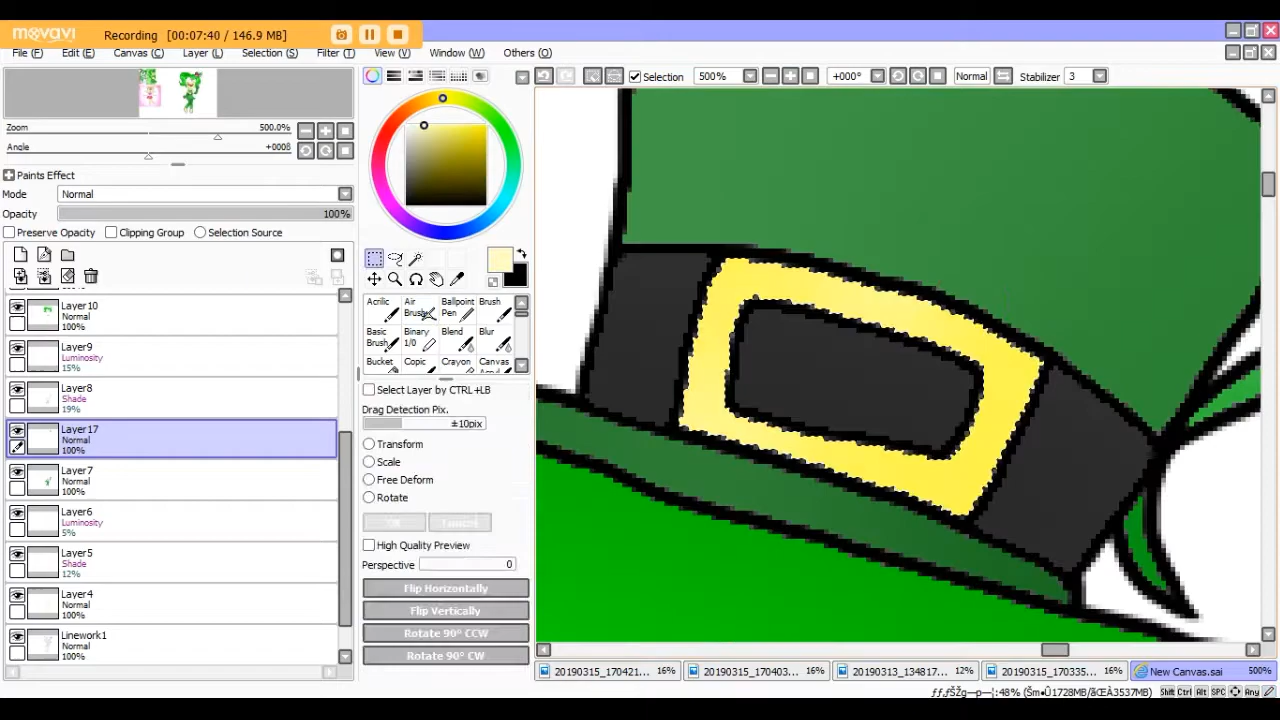 movavi Recording [00:07:40 / 146.9 MB]
File (F) Edit (E) Canvas (C) Layer (L) Selection (S) Filter (T) View (V) Window (W) Others (O)
Selection 500% +000° Normal Stabilizer 3
Zoom 500.0%
Angle +0008
Paints Effect
Mode Normal
Opacity 100%
Preserve Opacity Clipping Group Selection Source
Layer10
Normal
100%
Layer9
Luminosity
15%
Layer8
Shade
19%
Layer17
Normal
100%
Layer7
Normal
100%
Layer6
Luminosity
5%
Layer5
Shade
12%
Layer4
Normal
100%
Linework1
Normal
100%
Acrilic Air Brush Ballpoint Pen Brush
Basic Brush Binary 1/0 Blend Blur
Bucket Copic Crayon Canvas
Select Layer by CTRL+LB
Drag Detection Pix.
±10pix
Transform
Scale
Free Deform
Rotate
High Quality Preview
Perspective 0
Flip Horizontally
Flip Vertically
Rotate 90° CCW
Rotate 90° CW
20190315_170421... 16% 20190315_170403... 16% 20190313_134817... 12% 20190315_170335... 16% New Canvas.sai 500%
Shift Ctrl Alt SPC Any